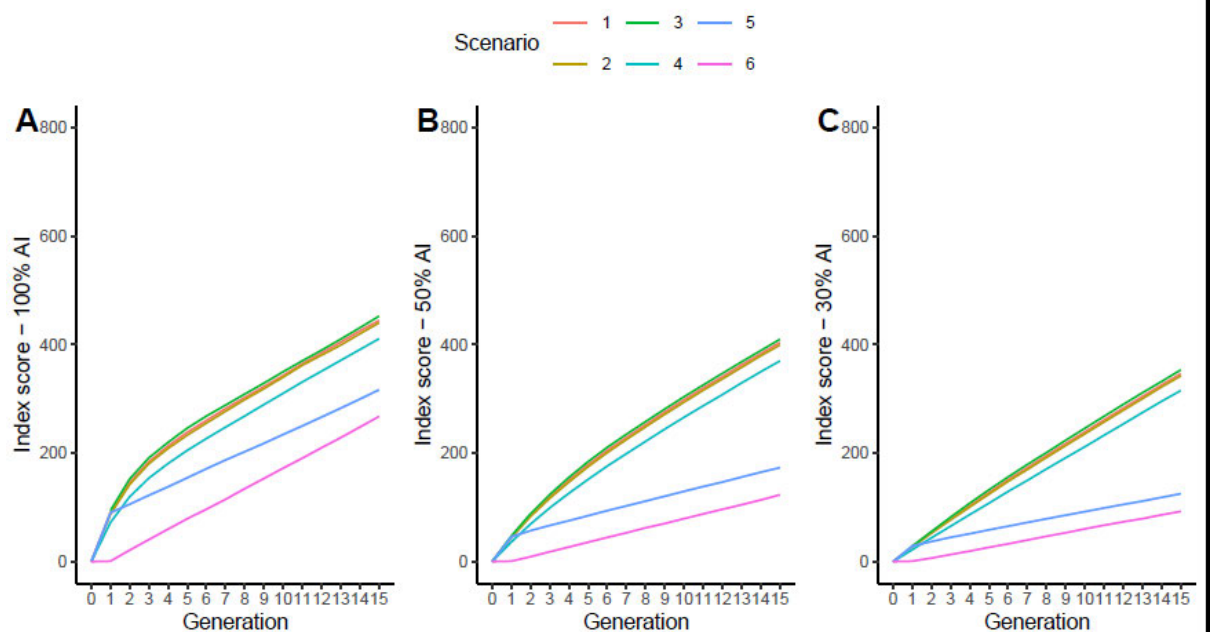 Scenario
1 3 5
2 4 6
A
800
600
400
200
0
Index score − 100% AI
0 1 2 3 4 5 6 7 8 9 10 11 12 13 14 15
Generation
B
800
600
400
200
0
Index score − 50% AI
0 1 2 3 4 5 6 7 8 9 10 11 12 13 14 15
Generation
C
800
600
400
200
0
Index score − 30% AI
0 1 2 3 4 5 6 7 8 9 10 11 12 13 14 15
Generation